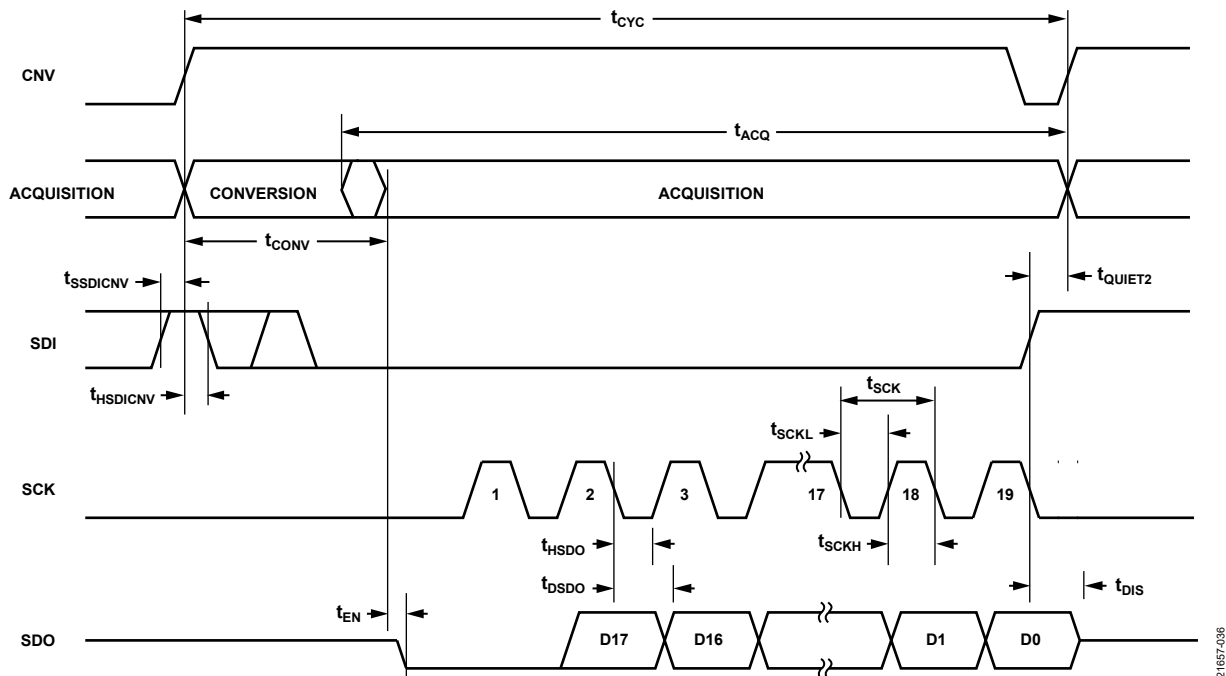 tCYC
CNV
tACQ
ACQUISITION CONVERSION ACQUISITION
tCONV
tSSDICNV
tQUIET2
SDI
tHSDICNV
tSCK
tSCKL
SCK 1 2 3 17 18 19
tHSDO
tSCKH
tDSDO
tDIS
tEN
SDO D17 D16 D1 D0
21657-036